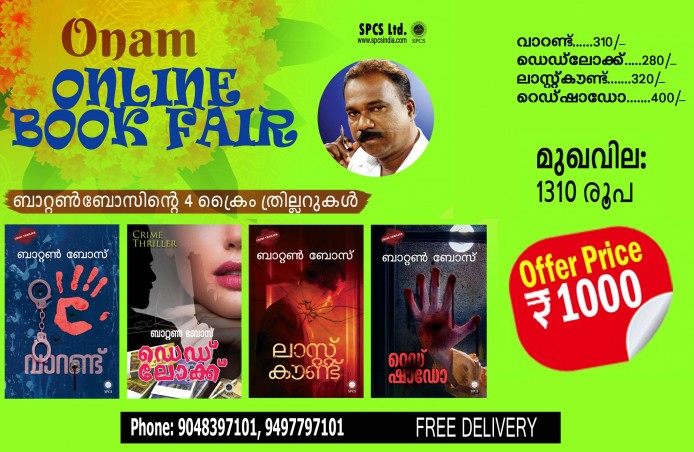 Onam
ONLINE
BOOK FAIR
SPCS Ltd.
www.spcsindia.com
SPCS
വാറണ്ട്......310/–
ഡെഡ്‌ലോക്ക്.....280/–
ലാസ്റ്റ്കൗണ്ട്.......320/–
റെഡ്ഷാഡോ.......400/–
മുഖവില:
1310 രൂപ
Offer Price
₹1000
ബാറ്റൺബോസിന്റെ 4 ക്രൈം ത്രില്ലറുകൾ
ബാറ്റൺ ബോസ്
വാറണ്ട്
CRIME
THRILLER
ബാറ്റൺ ബോസ്
ഡെഡ്
ലോക്ക്
ബാറ്റൺ ബോസ്
ലാസ്റ്റ്
കൗണ്ട്
ബാറ്റൺ ബോസ്
റെഡ്
ഷാഡോ
Phone: 9048397101, 9497797101
FREE DELIVERY